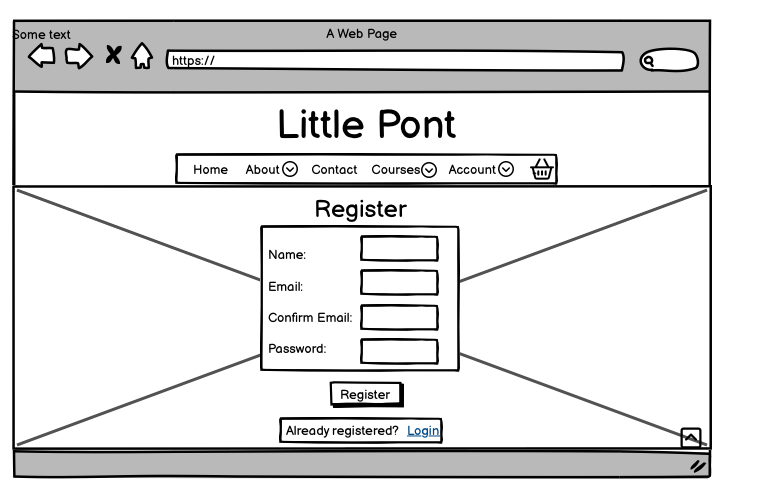 Some text
A Web Page
https://
Little Pont
Home About Contact Courses Account
Register
Name:
Email:
Confirm Email:
Password:
Register
Already registered? Login